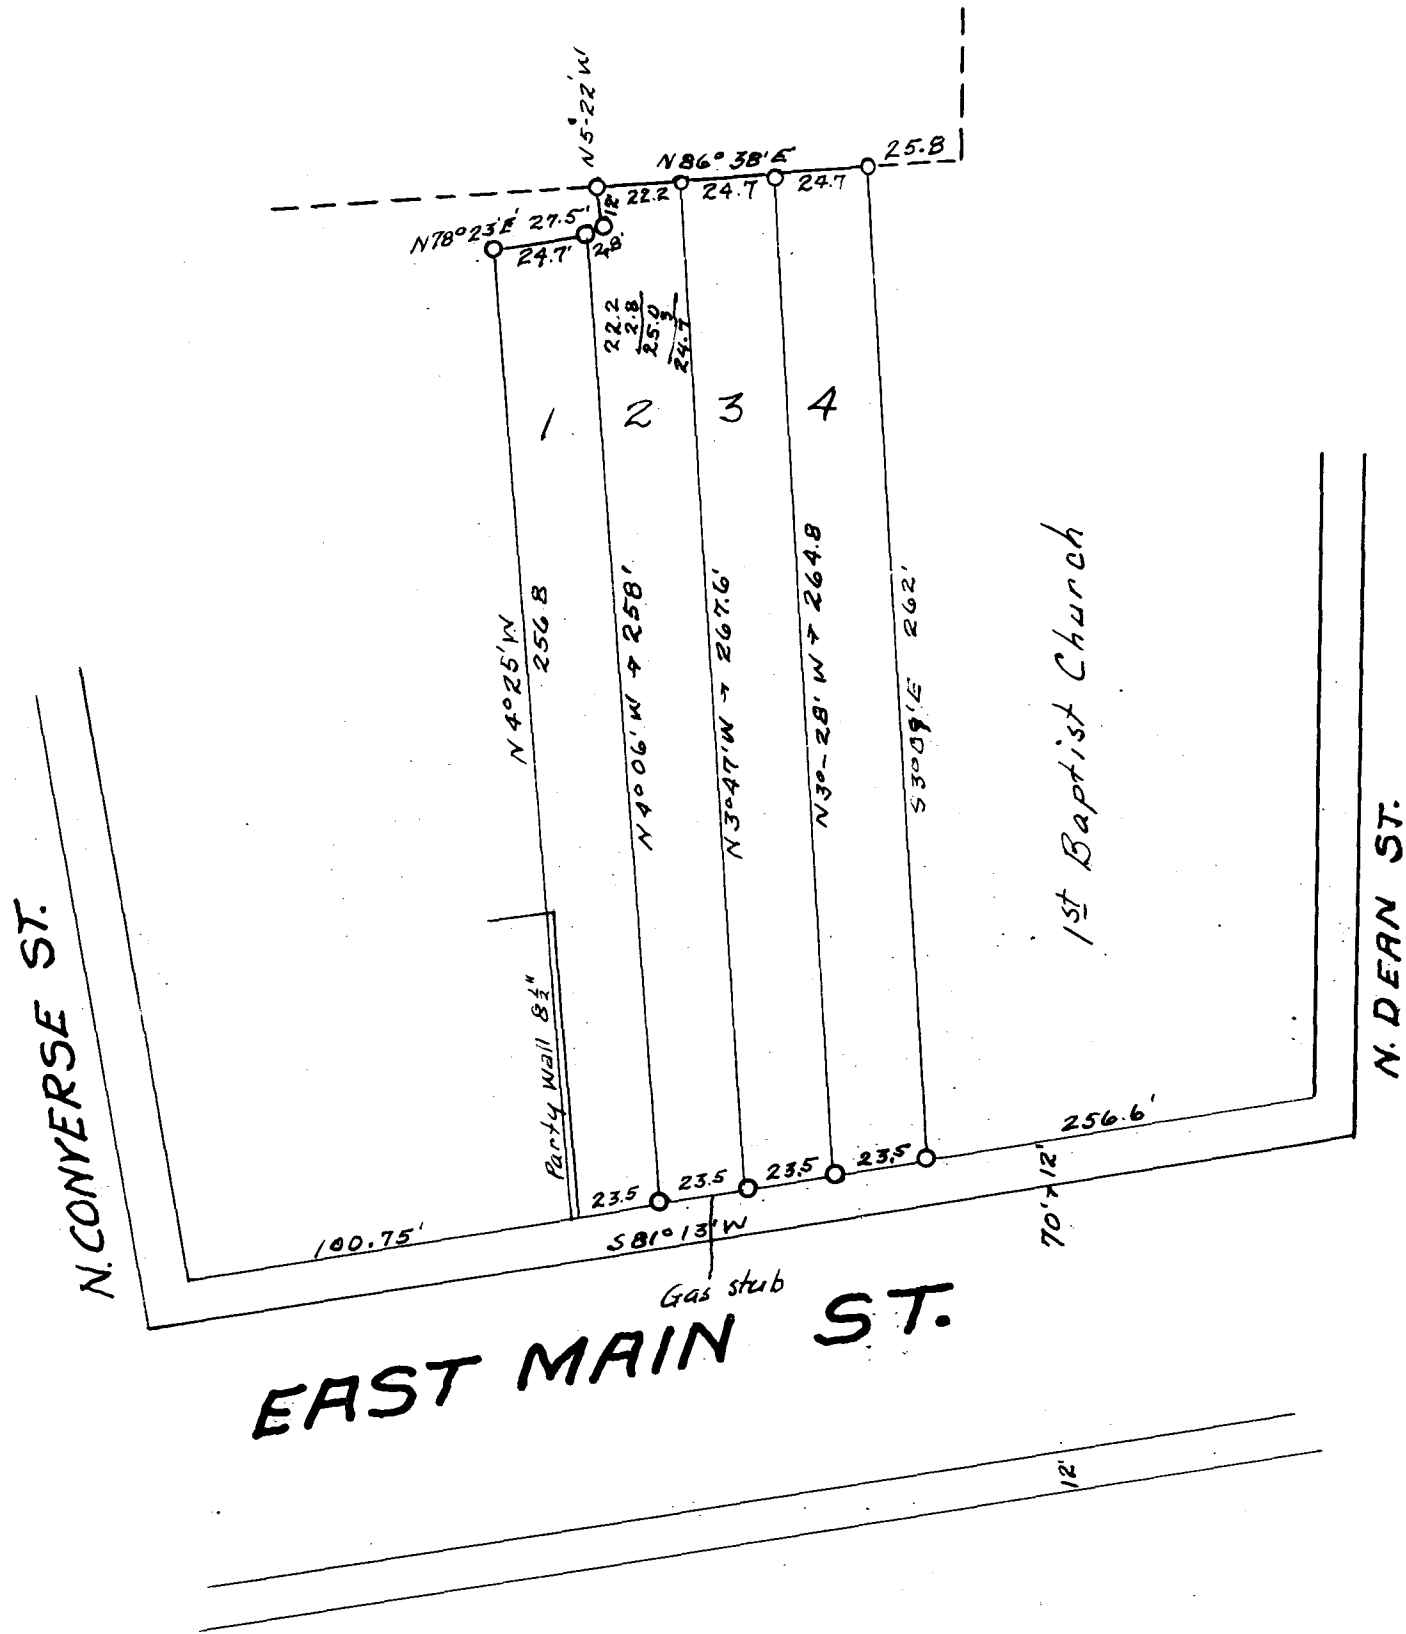 N5°-22'W
N86°38'E
25.8
22.2
24.7
24.7
12'
N78°23'E 27.5'
24.7'
2.8'
22.2
2.8
25.0
3
24.7
1
2
3
4
N4°25'W
256.8
N4°06'W → 258'
N3°47'W → 267.6'
N3°-28'W → 264.8
S3°09'E 262'
1st Baptist Church
N. CONVERSE ST.
N. DEAN ST.
Party Wall 8½"
100.75'
23.5
23.5
23.5
23.5
256.6'
S81°13'W
70' → 12'
Gas stub
EAST MAIN ST.
12'